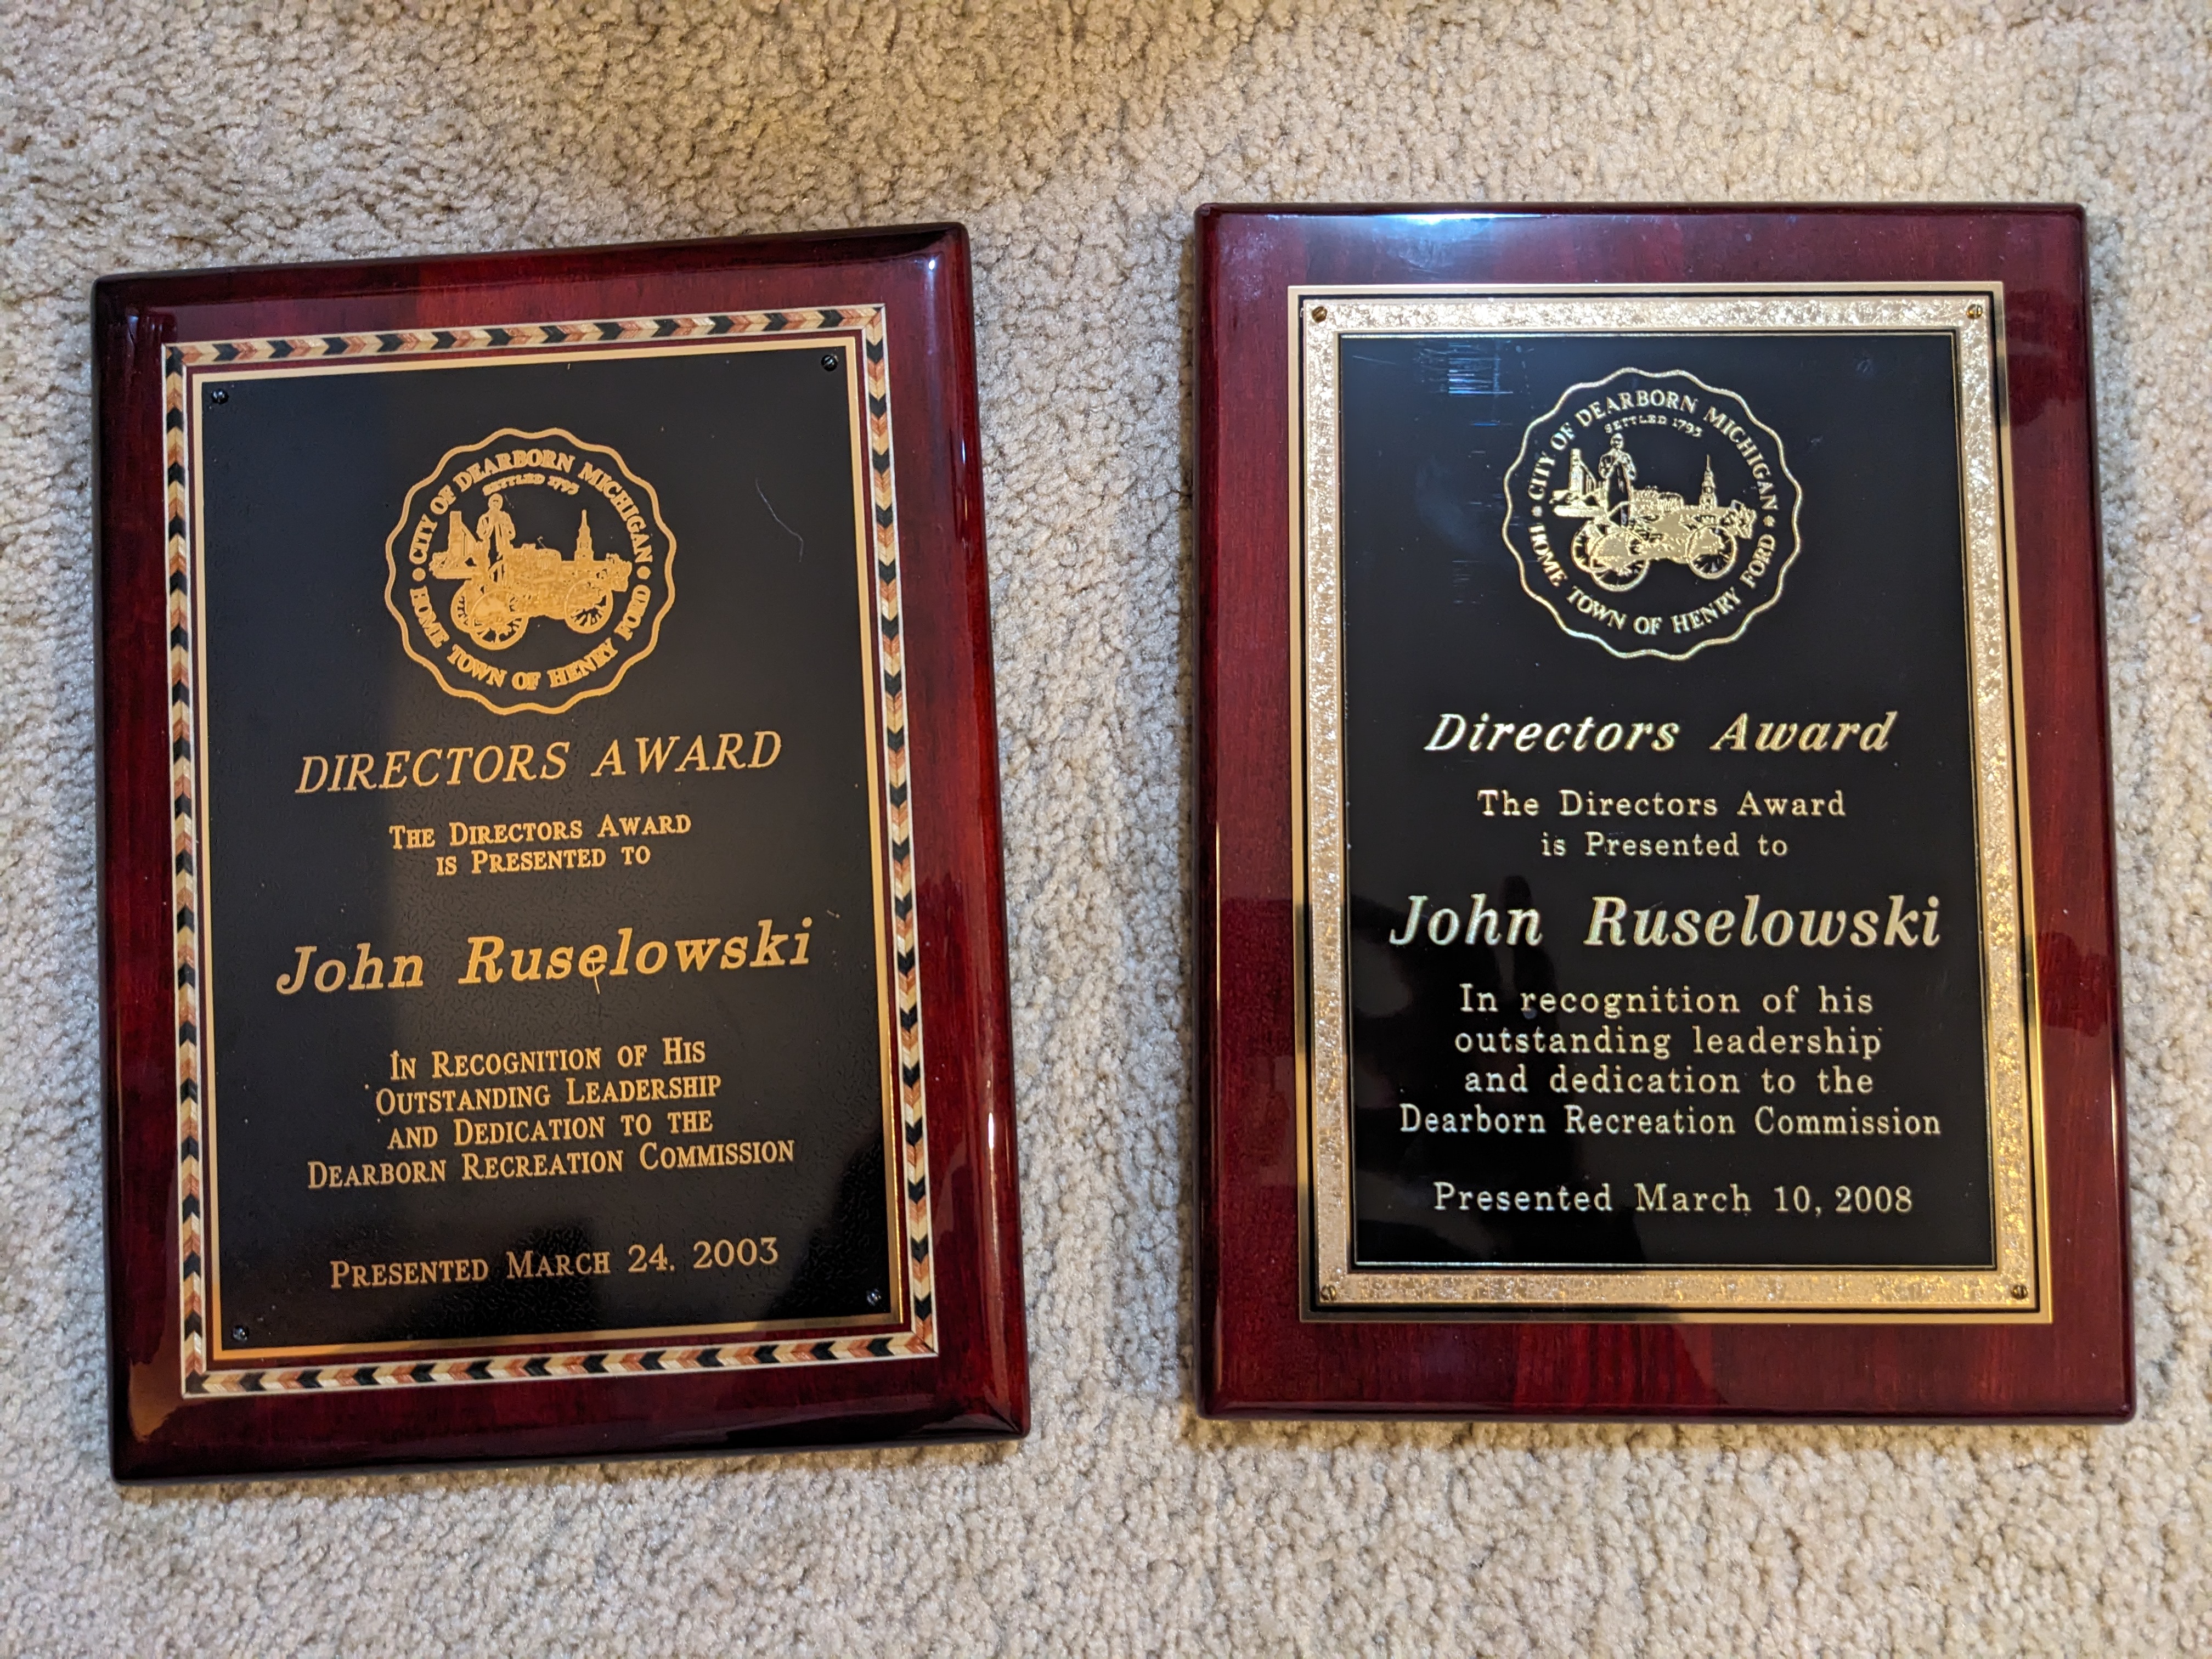 CITY OF DEARBORN MICHIGAN
SETTLED 1795
HOME TOWN OF HENRY FORD
DIRECTORS AWARD
THE DIRECTORS AWARD
IS PRESENTED TO
John Ruselowski
IN RECOGNITION OF HIS
OUTSTANDING LEADERSHIP
AND DEDICATION TO THE
DEARBORN RECREATION COMMISSION
PRESENTED MARCH 24. 2003
CITY OF DEARBORN MICHIGAN
SETTLED 1795
HOME TOWN OF HENRY FORD
Directors Award
The Directors Award
is Presented to
John Ruselowski
In recognition of his
outstanding leadership
and dedication to the
Dearborn Recreation Commission
Presented March 10, 2008